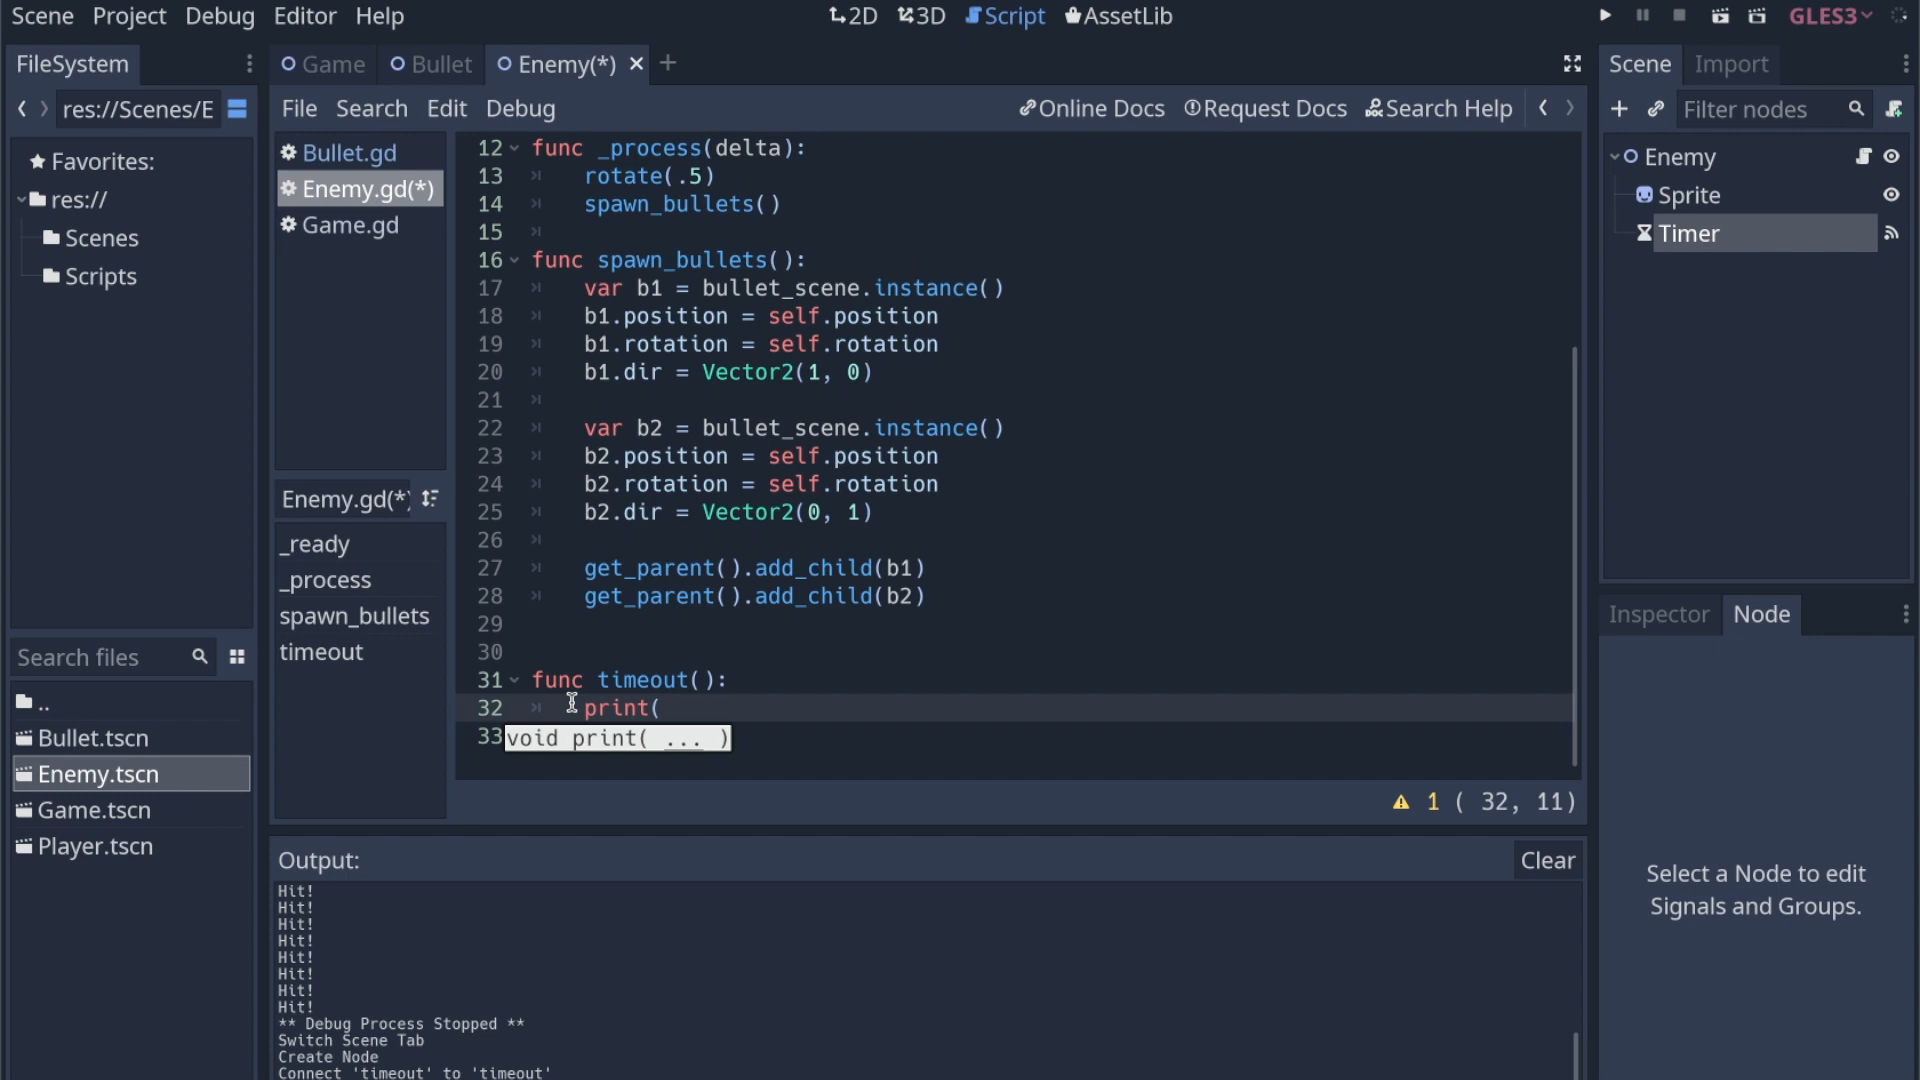 Scene Project Debug Editor Help
2D 3D Script AssetLib
GLES3
FileSystem
res://Scenes/E
Favorites:
res://
Scenes
Scripts
Search files
..
Bullet.tscn
Enemy.tscn
Game.tscn
Player.tscn
Game Bullet Enemy(*)
File Search Edit Debug
Online Docs Request Docs Search Help
Bullet.gd
Enemy.gd(*)
Game.gd
Enemy.gd(*)
_ready
_process
spawn_bullets
timeout
12 func _process(delta):
13 rotate(.5)
14 spawn_bullets()
15
16 func spawn_bullets():
17 var b1 = bullet_scene.instance()
18 b1.position = self.position
19 b1.rotation = self.rotation
20 b1.dir = Vector2(1, 0)
21
22 var b2 = bullet_scene.instance()
23 b2.position = self.position
24 b2.rotation = self.rotation
25 b2.dir = Vector2(0, 1)
26
27 get_parent().add_child(b1)
28 get_parent().add_child(b2)
29
30
31 func timeout():
32 print(
33 void print( ... )
1 ( 32, 11)
Output:
Clear
Hit!
Hit!
Hit!
Hit!
Hit!
Hit!
Hit!
Hit!
** Debug Process Stopped **
Switch Scene Tab
Create Node
Connect 'timeout' to 'timeout'
Scene Import
Filter nodes
Enemy
Sprite
Timer
Inspector Node
Select a Node to edit
Signals and Groups.